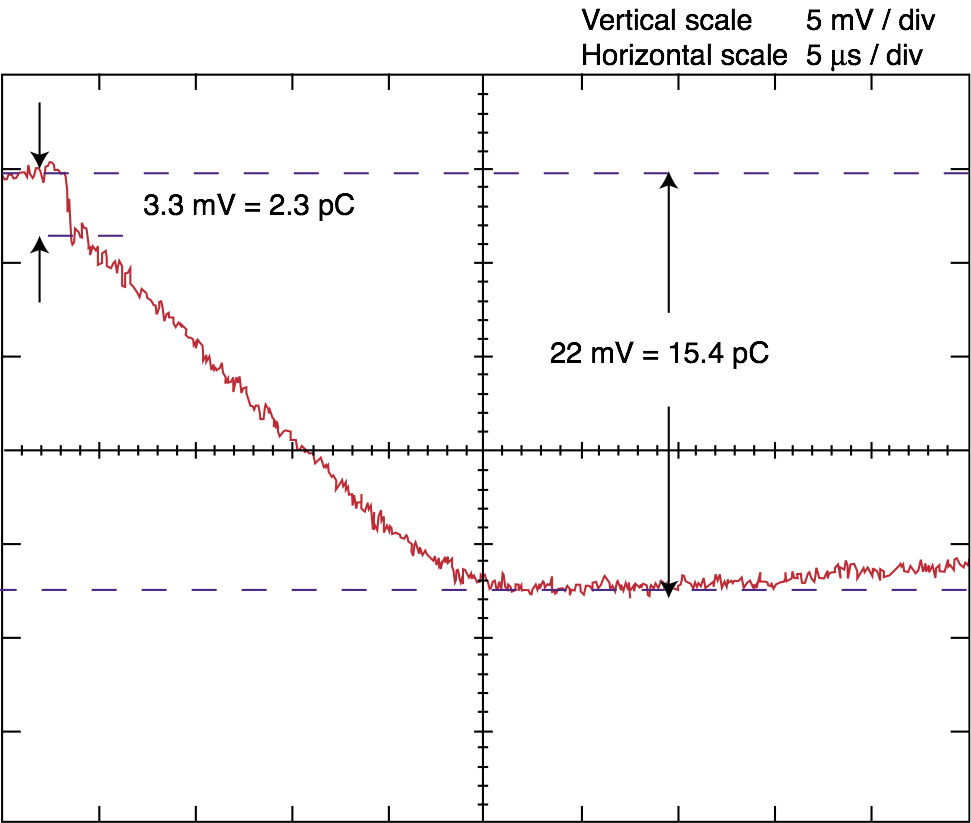 Vertical scale 5 mV / div
Horizontal scale 5 μs / div
3.3 mV = 2.3 pC
22 mV = 15.4 pC